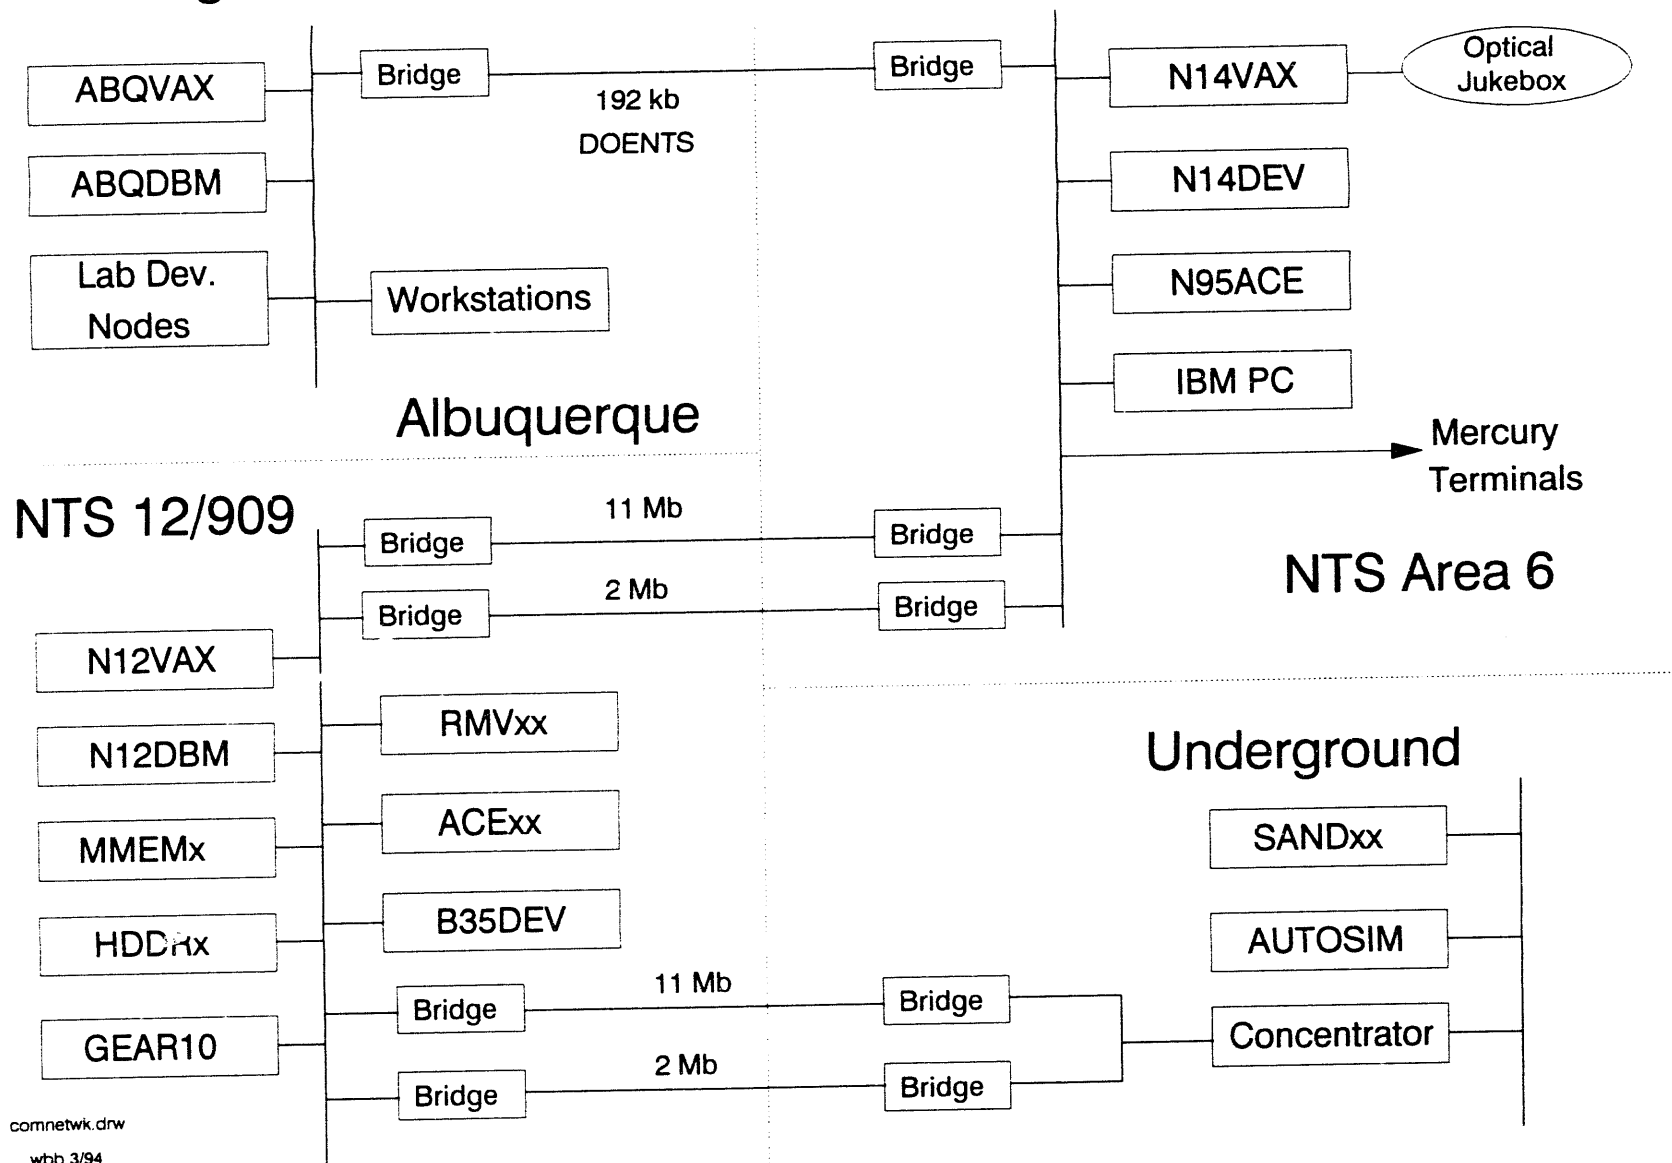 ABQVAX
Bridge
192 kb
DOENTS
Bridge
N14VAX
Optical
Jukebox
ABQDBM
N14DEV
Lab Dev.
Nodes
Workstations
N95ACE
IBM PC
Albuquerque
Mercury
Terminals
NTS 12/909
Bridge
11 Mb
Bridge
NTS Area 6
Bridge
2 Mb
Bridge
N12VAX
RMVxx
N12DBM
Underground
ACExx
MMEMx
SANDxx
B35DEV
HDDRx
AUTOSIM
Bridge
11 Mb
Bridge
GEAR10
Concentrator
Bridge
2 Mb
Bridge
comnetwk.drw
wbb 3/94